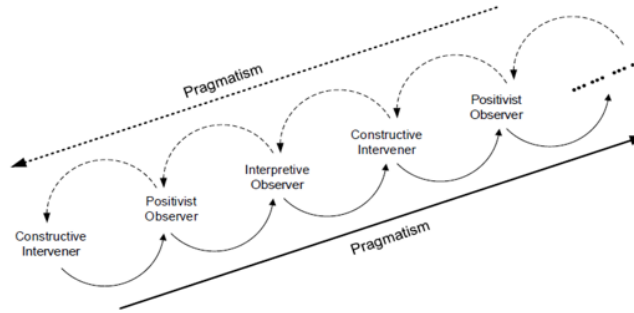 Pragmatism
Positivist
Observer
Constructive
Intervener
Interpretive
Observer
Positivist
Observer
Constructive
Intervener
Pragmatism